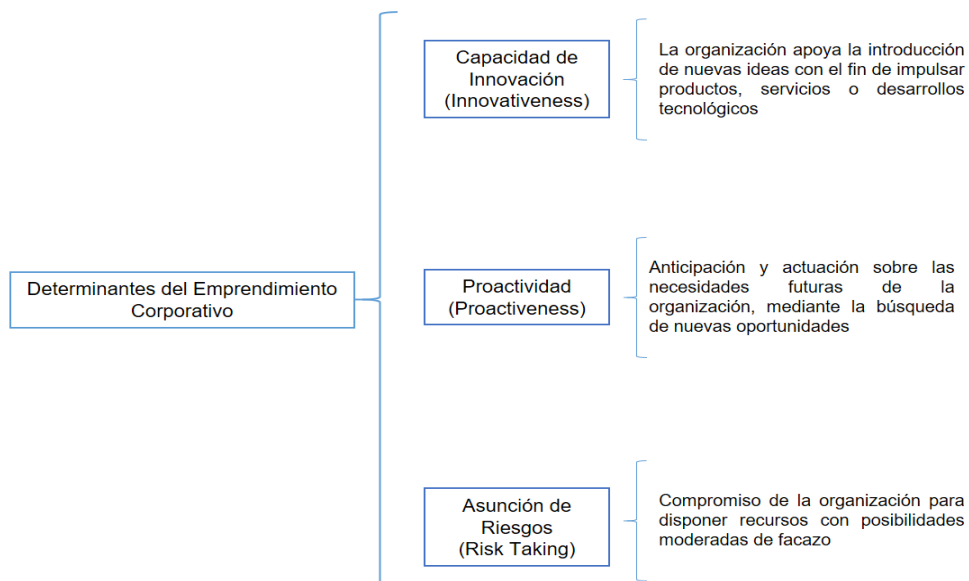 Capacidad de
Innovación
(Innovativeness)
La organización apoya la introducción
de nuevas ideas con el fin de impulsar
productos, servicios o desarrollos
tecnológicos
Determinantes del Emprendimiento
Corporativo
Proactividad
(Proactiveness)
Anticipación y actuación sobre las
necesidades futuras de la
organización, mediante la búsqueda
de nuevas oportunidades
Asunción de
Riesgos
(Risk Taking)
Compromiso de la organización para
disponer recursos con posibilidades
moderadas de facazo